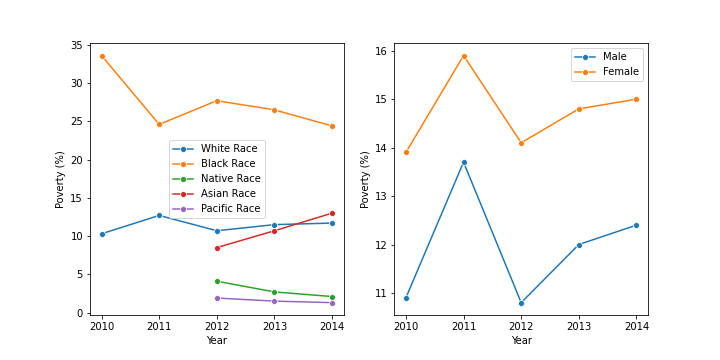 35
30
25
20
15
10
5
0
Poverty (%)
White Race
Black Race
Native Race
Asian Race
Pacific Race
2010 2011 2012 2013 2014
Year
16
15
14
13
12
11
Poverty (%)
Male
Female
2010 2011 2012 2013 2014
Year